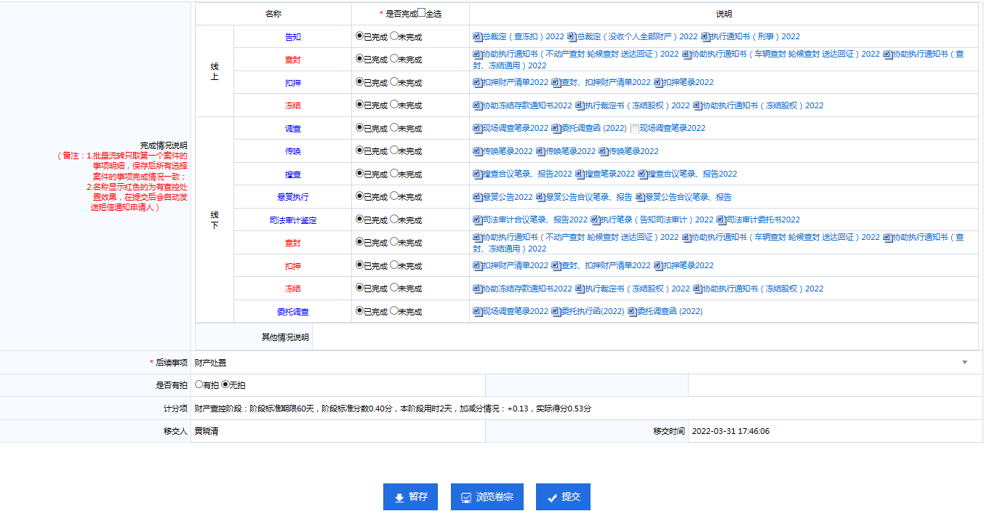 名称 * 是否完成 全选 说明
线上
告知 已完成 未完成 总裁定（查冻扣）2022 总裁定（没收个人全部财产）2022 执行通知书（刑事）2022
查封 已完成 未完成 协助执行通知书（不动产查封 轮候查封 送达回证）2022 协助执行通知书（车辆查封 轮候查封 送达回证）2022 协助执行通知书（查
封、冻结通用）2022
扣押 已完成 未完成 扣押财产清单2022 查封、扣押财产清单2022 扣押笔录2022
冻结 已完成 未完成 协助冻结存款通知书2022 执行裁定书（冻结股权）2022 协助执行通知书（冻结股权）2022
完成情况说明
（备注：1.批量流转只取第一个案件的
事项明细，保存后所有选择
案件的事项完成情况一致；
2.名称显示红色的为有查控处
置效果，在提交后会自动发
送短信通知申请人）
线下
调查 已完成 未完成 现场调查笔录2022 委托调查函 (2022) 现场调查笔录2022
传唤 已完成 未完成 传唤笔录2022 传唤笔录2022 传唤笔录2022
搜查 已完成 未完成 搜查合议笔录、报告2022 搜查笔录2022 搜查合议笔录、报告2022
悬赏执行 已完成 未完成 悬赏公告2022 悬赏公告合议笔录、报告 悬赏公告合议笔录、报告
司法审计鉴定 已完成 未完成 司法审计合议笔录、报告2022 执行笔录（告知司法审计）2022 司法审计委托书2022
查封 已完成 未完成 协助执行通知书（不动产查封 轮候查封 送达回证）2022 协助执行通知书（车辆查封 轮候查封 送达回证）2022 协助执行通知书（查
封、冻结通用）2022
扣押 已完成 未完成 扣押财产清单2022 查封、扣押财产清单2022 扣押笔录2022
冻结 已完成 未完成 协助冻结存款通知书2022 执行裁定书（冻结股权）2022 协助执行通知书（冻结股权）2022
委托调查 已完成 未完成 现场调查笔录2022 委托执行函(2022) 委托调查函 (2022)
其他情况说明
* 后续事项 财产处置
是否有拍 有拍 无拍
计分项 财产查控阶段：阶段标准期限60天，阶段标准分数0.40分，本阶段用时2天，加减分情况：+0.13，实际得分0.53分
移交人 黄晓清 移交时间 2022-03-31 17:46:06
暂存 浏览卷宗 提交